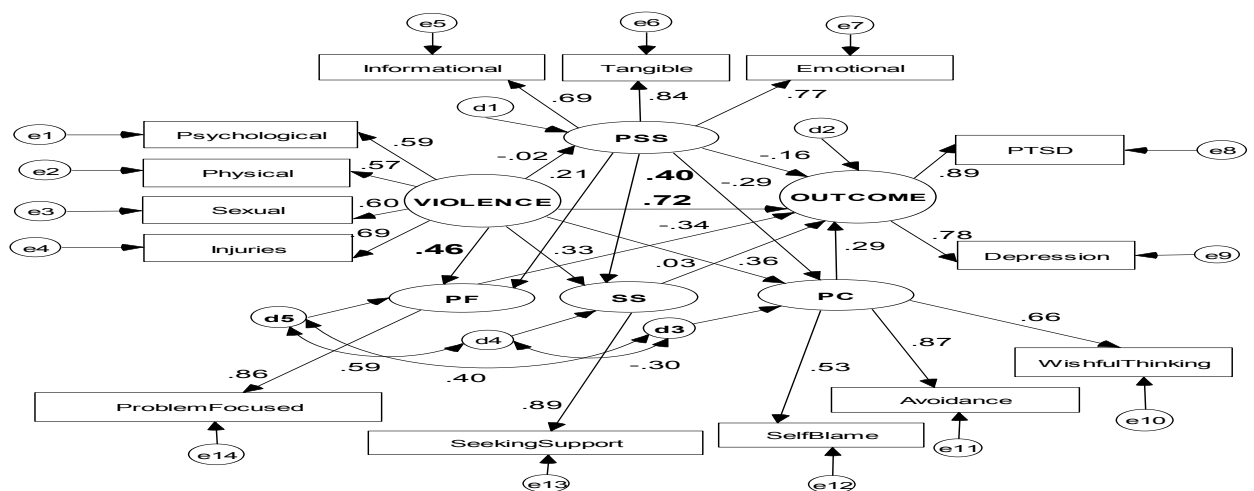 e5
e6
e7
Informational
Tangible
Emotional
.69
.84
.77
d1
d2
e1
Psychological
.59
PSS
PTSD
e8
-.02
-.16
.89
e2
Physical
.57
.21
.40
-.29
e3
Sexual
.60
VIOLENCE
.72
OUTCOME
e4
Injuries
.69
-.34
.78
Depression
e9
.46
.33
.03
.36
.29
PF
SS
PC
d5
d4
d3
.66
.86
.59
.40
-.30
.53
.87
WishfulThinking
ProblemFocused
.89
Avoidance
e10
SeekingSupport
SelfBlame
e14
e11
e13
e12